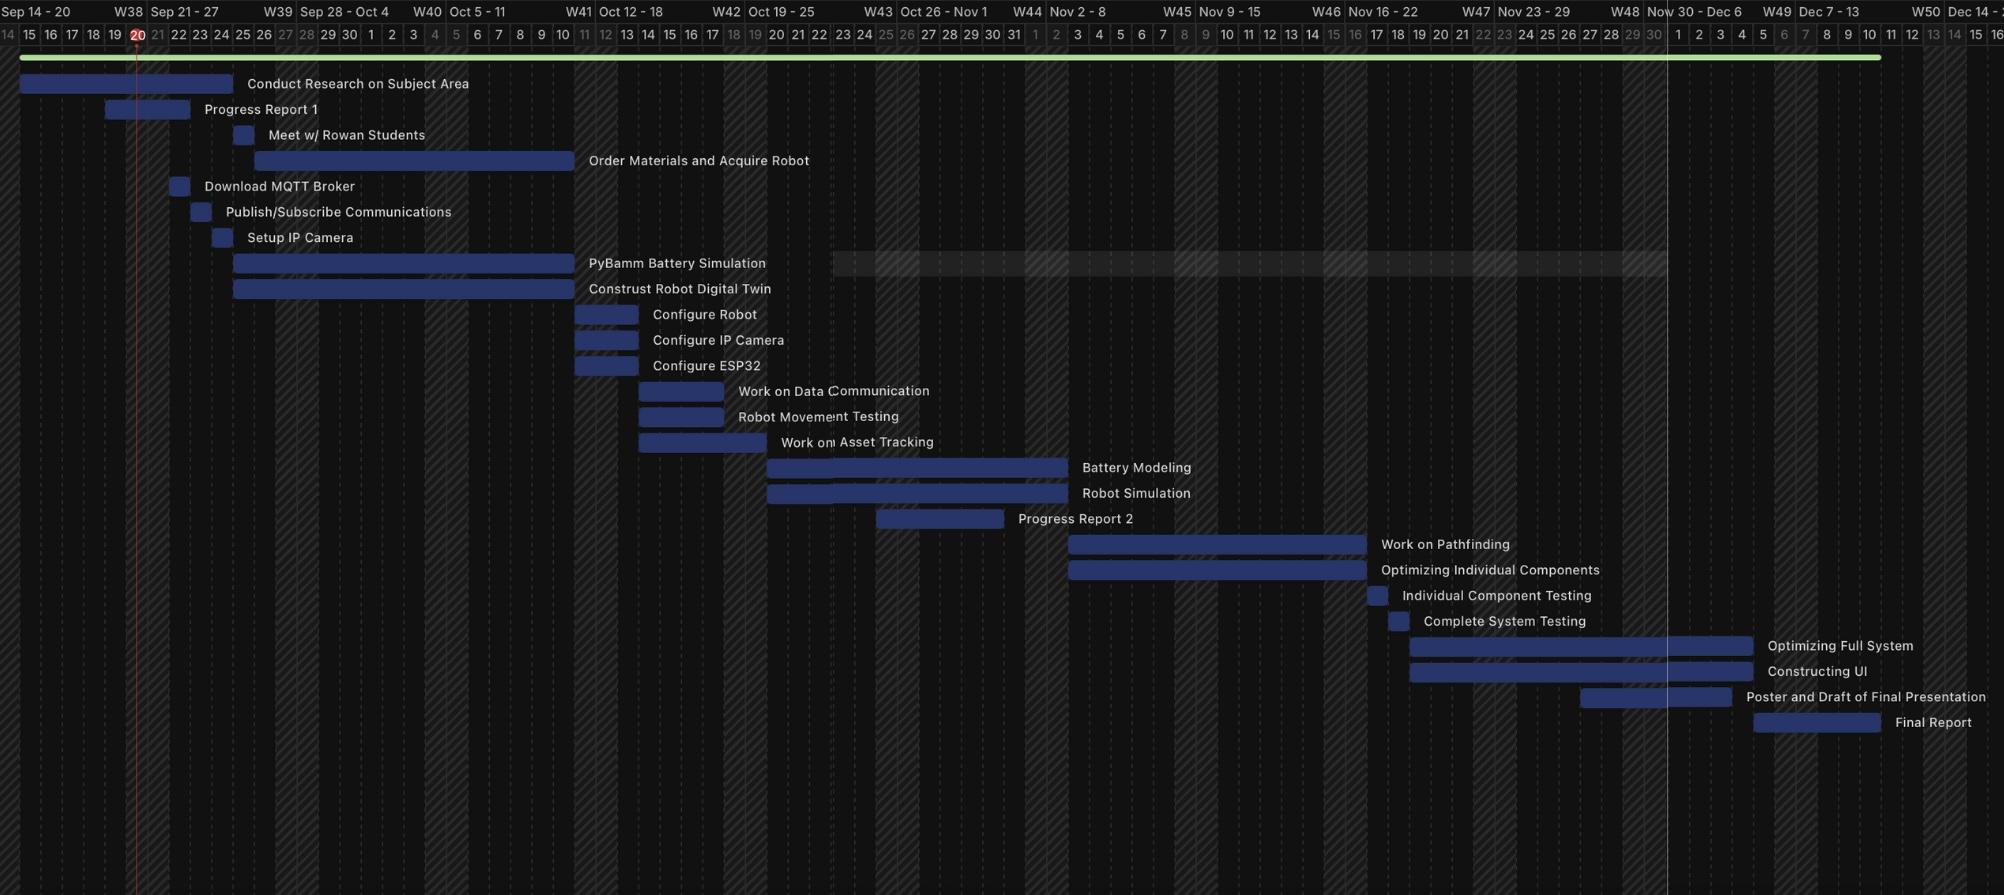 Sep 14 - 20 W38 Sep 21 - 27 W39 Sep 28 - Oct 4 W40 Oct 5 - 11 W41 Oct 12 - 18 W42 Oct 19 - 25 W43 Oct 26 - Nov 1 W44 Nov 2 - 8 W45 Nov 9 - 15 W46 Nov 16 - 22 W47 Nov 23 - 29 W48 Nov 30 - Dec 6 W49 Dec 7 - 13 W50 Dec 14 - 2
14 15 16 17 18 19 20 21 22 23 24 25 26 27 28 29 30 1 2 3 4 5 6 7 8 9 10 11 12 13 14 15 16 17 18 19 20 21 22 23 24 25 26 27 28 29 30 31 1 2 3 4 5 6 7 8 9 10 11 12 13 14 15 16 17 18 19 20 21 22 23 24 25 26 27 28 29 30 1 2 3 4 5 6 7 8 9 10 11 12 13 14 15 16
Conduct Research on Subject Area
Progress Report 1
Meet w/ Rowan Students
Order Materials and Acquire Robot
Download MQTT Broker
Publish/Subscribe Communications
Setup IP Camera
PyBamm Battery Simulation
Construst Robot Digital Twin
Configure Robot
Configure IP Camera
Configure ESP32
Work on Data Communication
Robot Movement Testing
Work on Asset Tracking
Battery Modeling
Robot Simulation
Progress Report 2
Work on Pathfinding
Optimizing Individual Components
Individual Component Testing
Complete System Testing
Optimizing Full System
Constructing UI
Poster and Draft of Final Presentation
Final Report